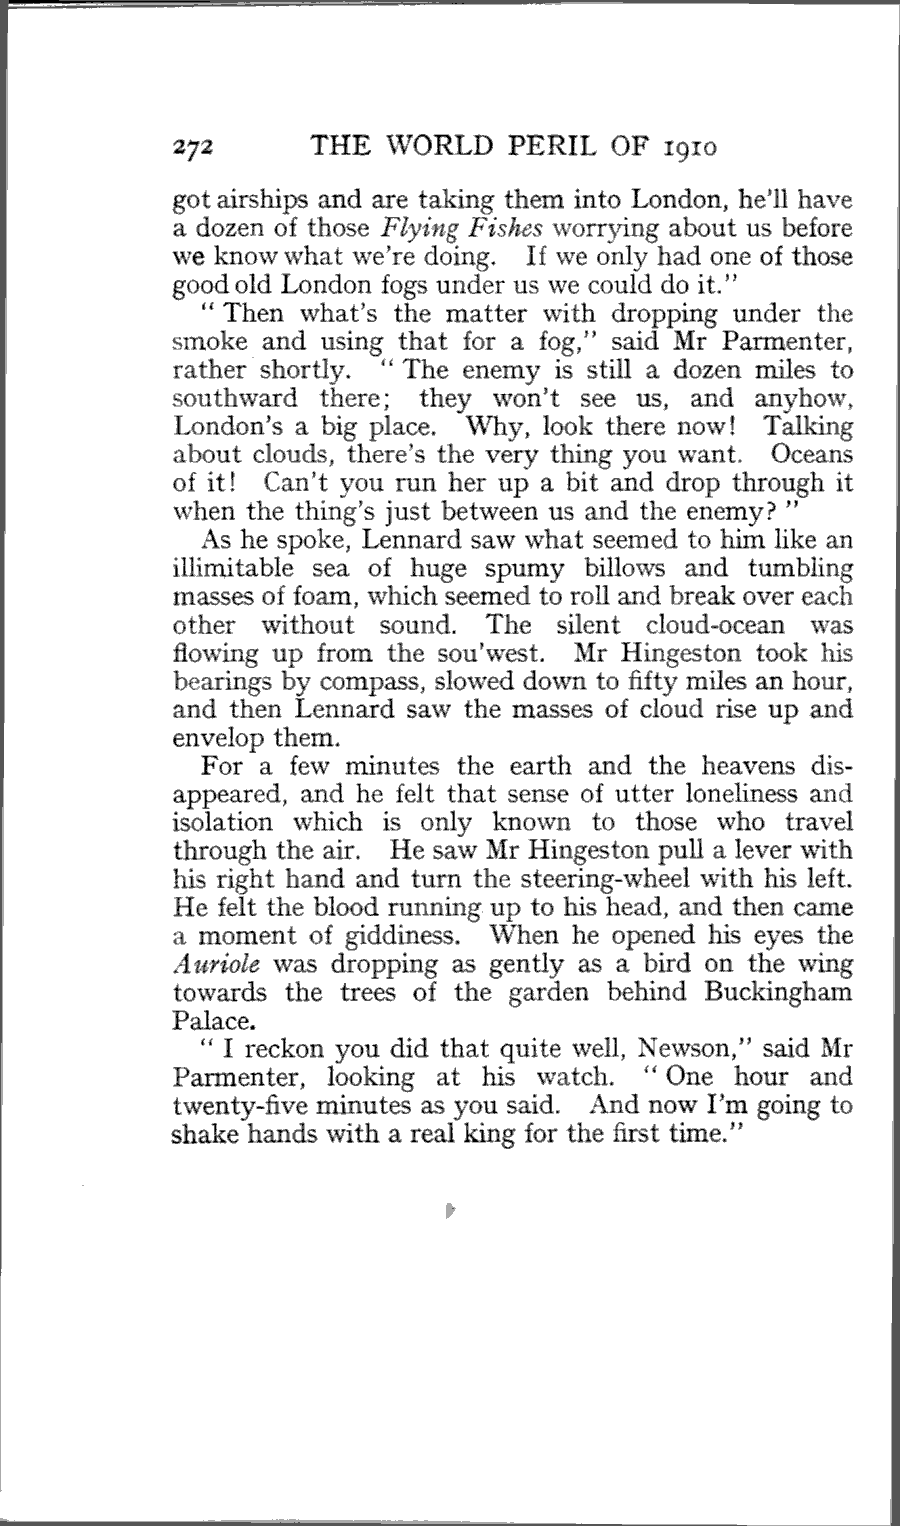 272 THE WORLD PERIL OF 1910
got airships and are taking them into London, he'll have
a dozen of those Flying Fishes worrying about us before
we know what we're doing. If we only had one of those
good old London fogs under us we could do it."
" Then what's the matter with dropping under the
smoke and using that for a fog," said Mr Parmenter,
rather shortly. " The enemy is still a dozen miles to
southward there; they won't see us, and anyhow,
London's a big place. Why, look there now! Talking
about clouds, there's the very thing you want. Oceans
of it! Can't you run her up a bit and drop through it
when the thing's just between us and the enemy? "
As he spoke, Lennard saw what seemed to him like an
illimitable sea of huge spumy billows and tumbling
masses of foam, which seemed to roll and break over each
other without sound. The silent cloud-ocean was
flowing up from the sou'west. Mr Hingeston took his
bearings by compass, slowed down to fifty miles an hour,
and then Lennard saw the masses of cloud rise up and
envelop them.
For a few minutes the earth and the heavens dis-
appeared, and he felt that sense of utter loneliness and
isolation which is only known to those who travel
through the air. He saw Mr Hingeston pull a lever with
his right hand and turn the steering-wheel with his left.
He felt the blood running up to his head, and then came
a moment of giddiness. When he opened his eyes the
Auriole was dropping as gently as a bird on the wing
towards the trees of the garden behind Buckingham
Palace.
" I reckon you did that quite well, Newson," said Mr
Parmenter, looking at his watch. " One hour and
twenty-five minutes as you said. And now I'm going to
shake hands with a real king for the first time."